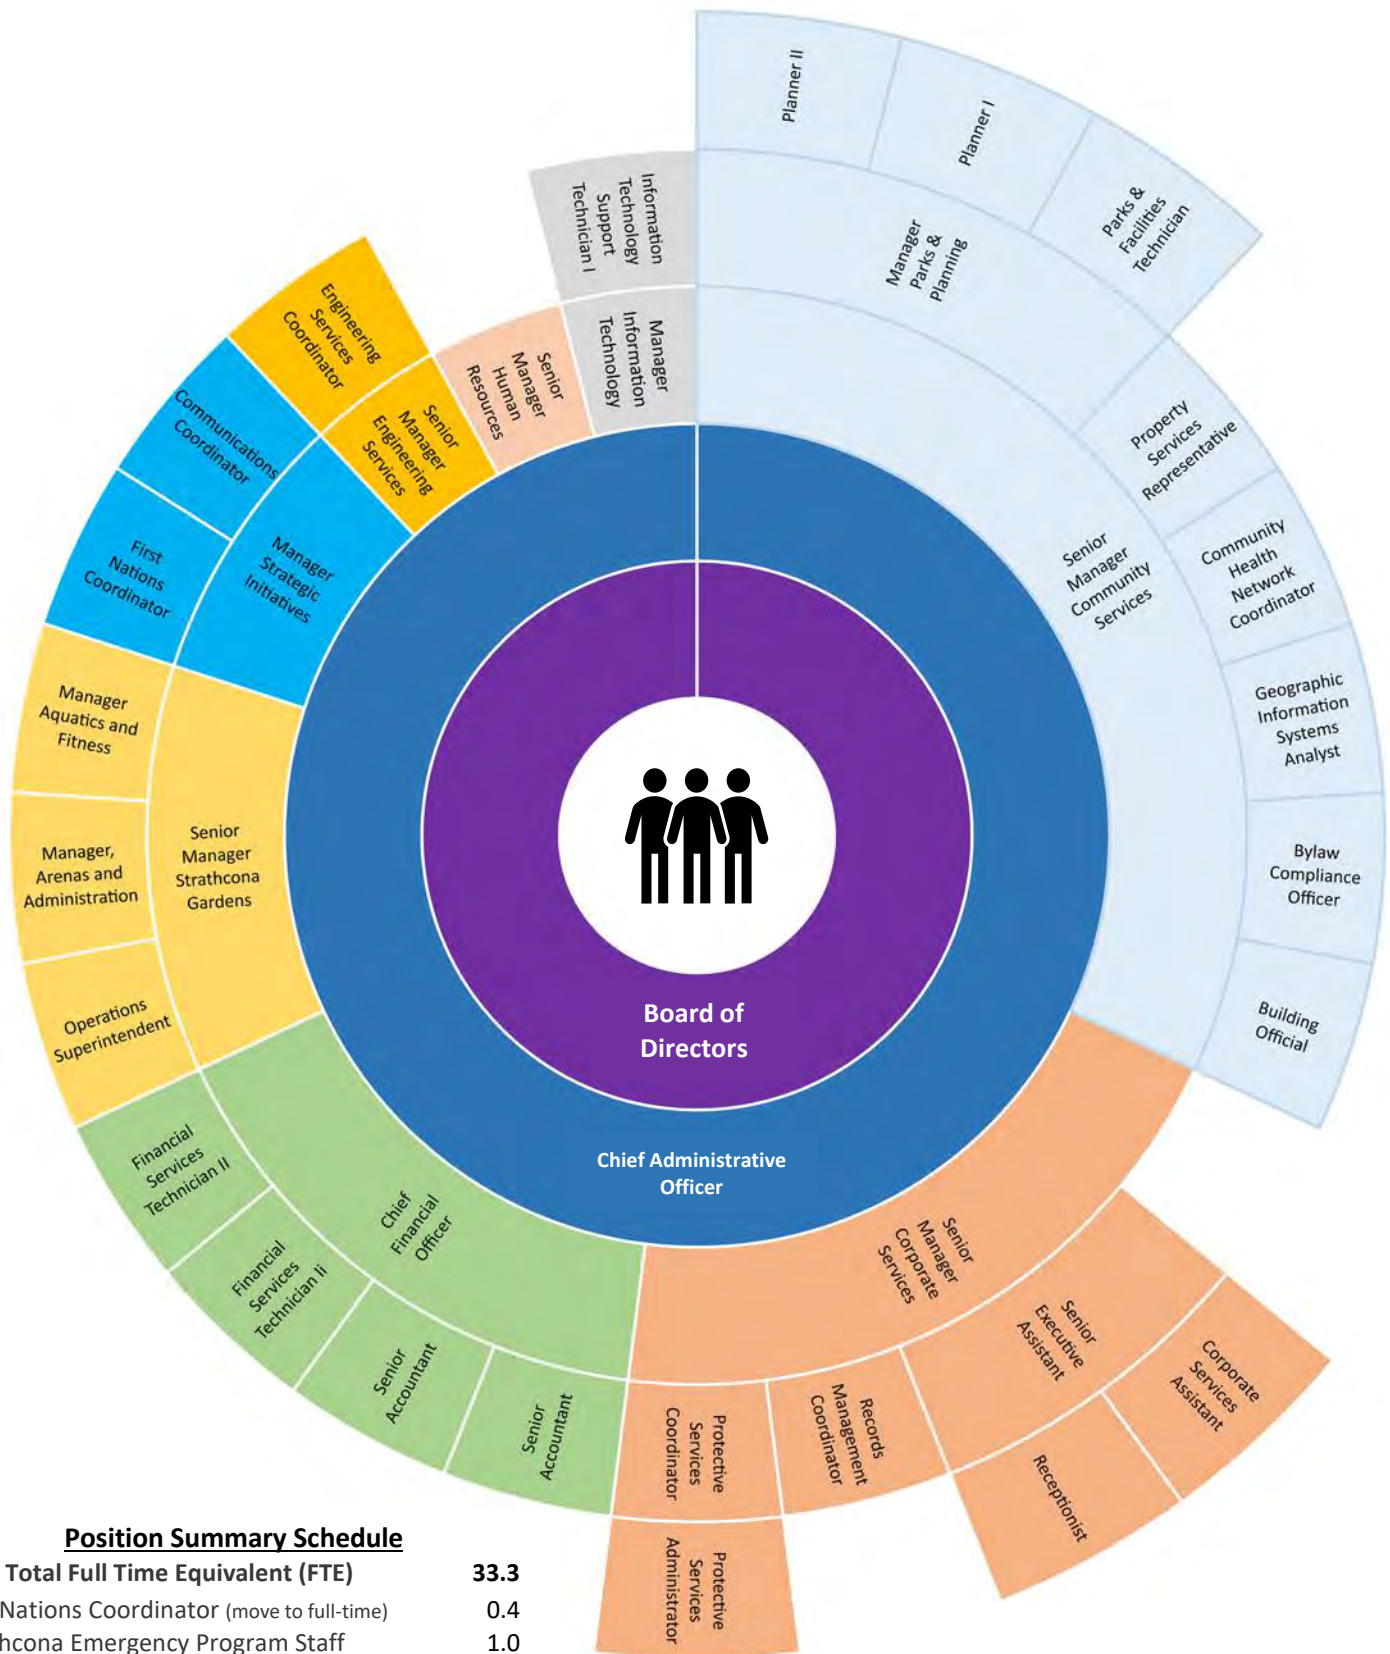 Planner II
Planner I
Parks &
Facilities
Technician
Manager
Parks &
Planning
Information
Technology
Support
Technician I
Manager
Information
Technology
Senior
Manager
Human
Resources
Engineering
Services
Coordinator
Senior
Manager
Engineering
Services
Communications
Coordinator
First
Nations
Coordinator
Manager
Strategic
Initiatives
Property
Services
Representative
Community
Health
Network
Coordinator
Geographic
Information
Systems
Analyst
Bylaw
Compliance
Officer
Building
Official
Senior
Manager
Community
Services
Manager
Aquatics and
Fitness
Manager,
Arenas and
Administration
Operations
Superintendent
Senior
Manager
Strathcona
Gardens
Board of
Directors
Chief Administrative
Officer
Financial
Services
Technician II
Financial
Services
Technician Ii
Senior
Accountant
Senior
Accountant
Chief
Financial
Officer
Senior
Manager
Corporate
Services
Senior
Executive
Assistant
Corporate
Services
Assistant
Receptionist
Records
Management
Coordinator
Protective
Services
Coordinator
Protective
Services
Administrator
Position Summary Schedule
Total Full Time Equivalent (FTE) 33.3
Nations Coordinator (move to full-time) 0.4
hcona Emergency Program Staff 1.0